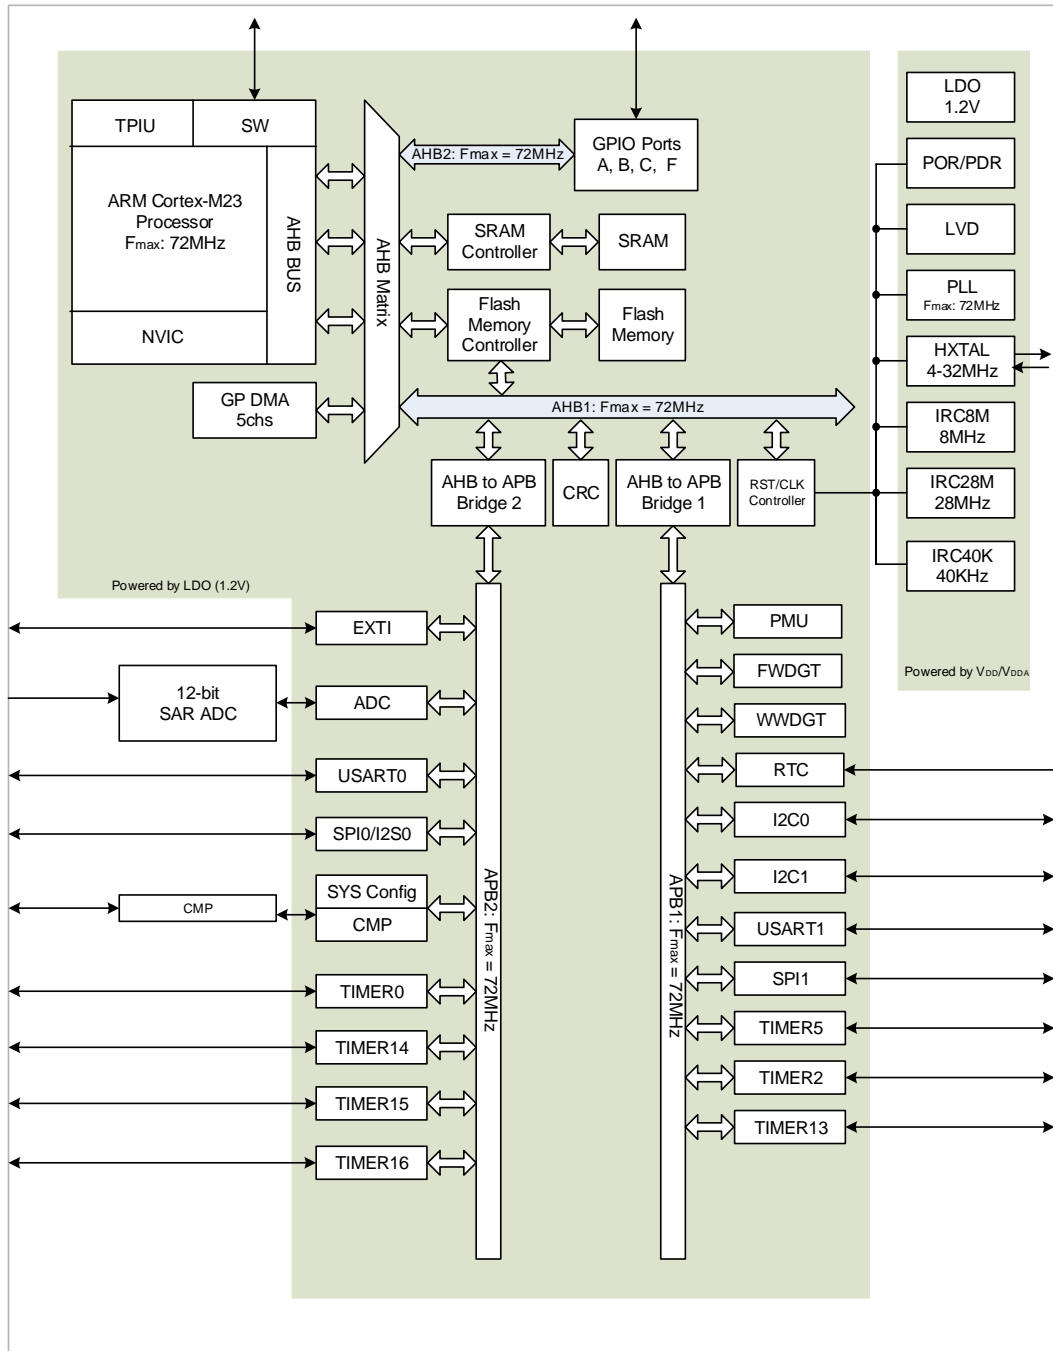 TPIU
SW
ARM Cortex-M23
Processor
Fmax: 72MHz
NVIC
AHB BUS
GP DMA
5chs
AHB Matrix
AHB2: Fmax = 72MHz
GPIO Ports
A, B, C, F
SRAM
Controller
SRAM
Flash
Memory
Controller
Flash
Memory
AHB1: Fmax = 72MHz
AHB to APB
Bridge 2
CRC
AHB to APB
Bridge 1
RST/CLK
Controller
LDO
1.2V
POR/PDR
LVD
PLL
Fmax: 72MHz
HXTAL
4-32MHz
IRC8M
8MHz
IRC28M
28MHz
IRC40K
40KHz
Powered by VDD/VDDA
Powered by LDO (1.2V)
EXTI
12-bit
SAR ADC
ADC
USART0
SPI0/I2S0
CMP
SYS Config
CMP
TIMER0
TIMER14
TIMER15
TIMER16
APB2: Fmax = 72MHz
APB1: Fmax = 72MHz
PMU
FWDGT
WWDGT
RTC
I2C0
I2C1
USART1
SPI1
TIMER5
TIMER2
TIMER13